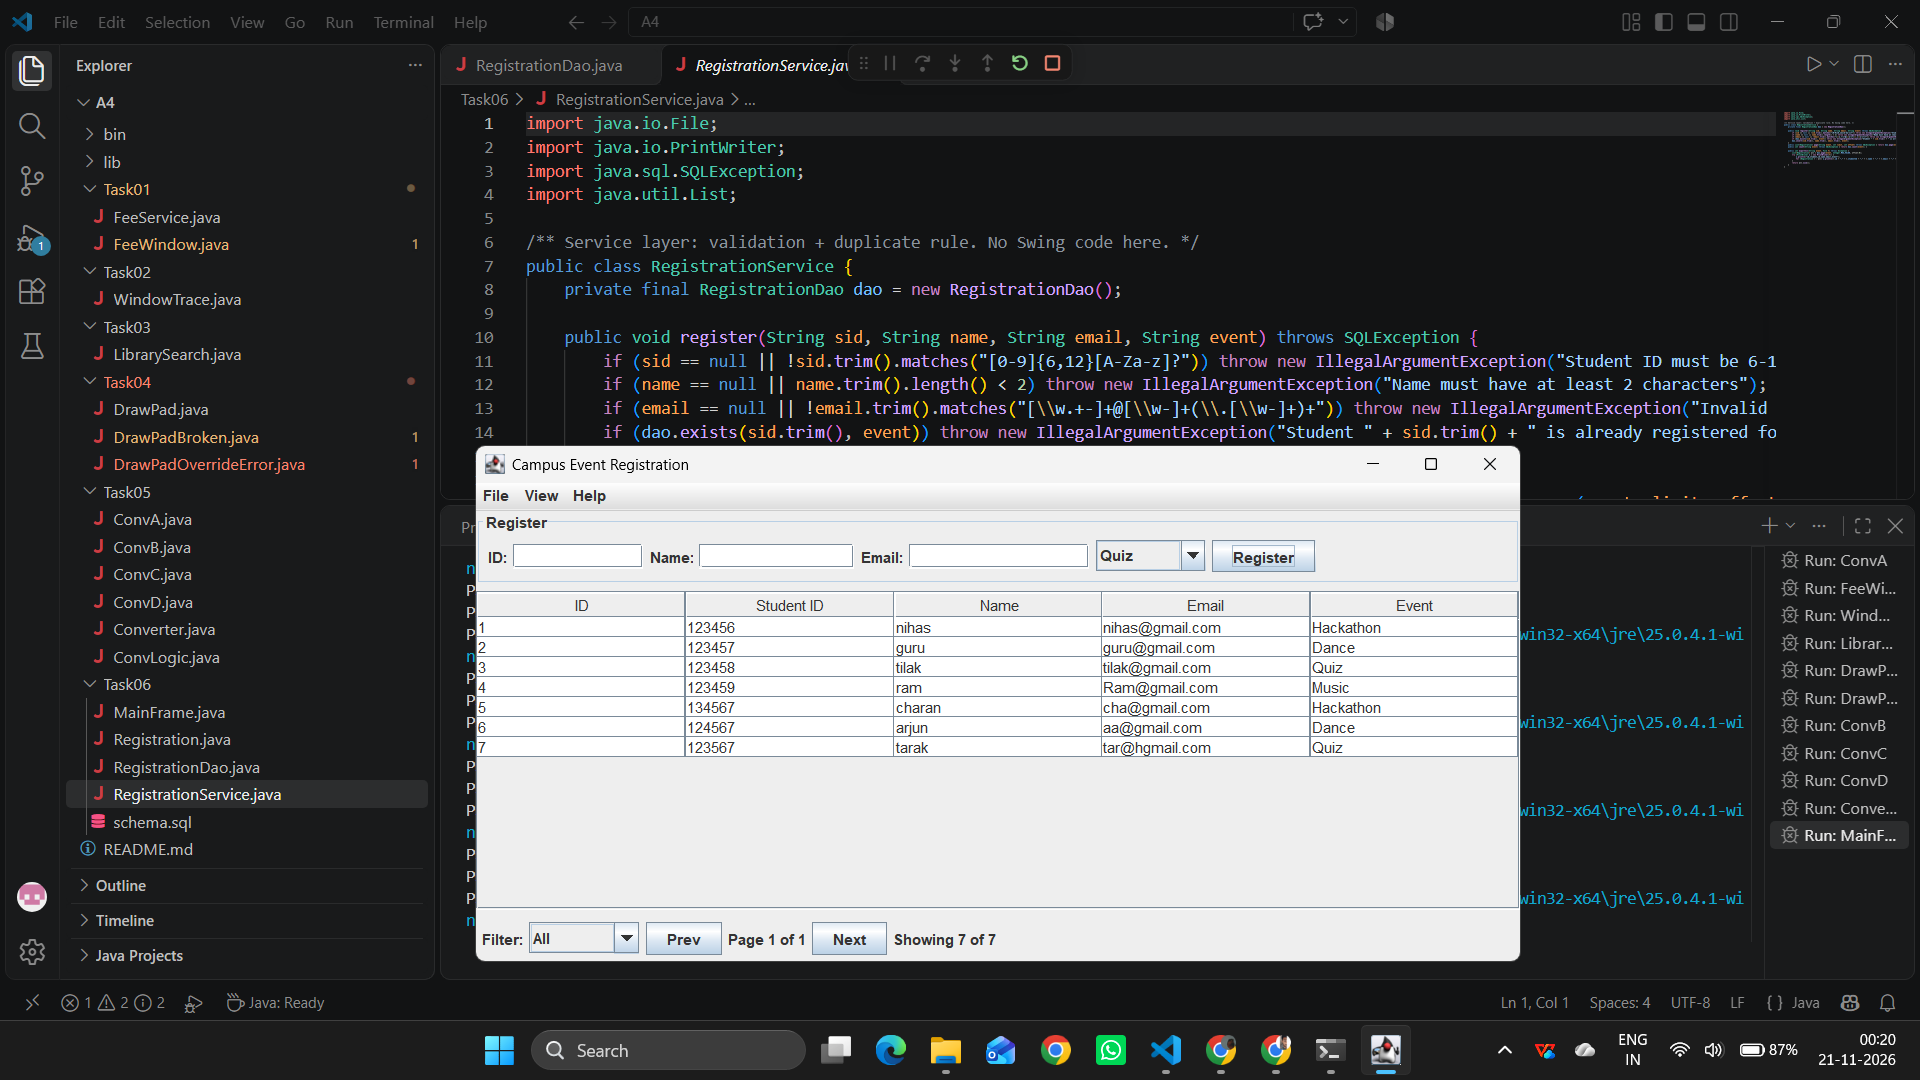 File Edit Selection View Go Run Terminal Help
A4
Explorer
A4
bin
lib
Task01
FeeService.java
FeeWindow.java 1
Task02
WindowTrace.java
Task03
LibrarySearch.java
Task04
DrawPad.java
DrawPadBroken.java 1
DrawPadOverrideError.java 1
Task05
ConvA.java
ConvB.java
ConvC.java
ConvD.java
Converter.java
ConvLogic.java
Task06
MainFrame.java
Registration.java
RegistrationDao.java
RegistrationService.java
schema.sql
README.md
Outline
Timeline
Java Projects
1
RegistrationDao.java
RegistrationService.jav
Task06 > RegistrationService.java > ...
1 import java.io.File;
2 import java.io.PrintWriter;
3 import java.sql.SQLException;
4 import java.util.List;
5
6 /** Service layer: validation + duplicate rule. No Swing code here. */
7 public class RegistrationService {
8 private final RegistrationDao dao = new RegistrationDao();
9
10 public void register(String sid, String name, String email, String event) throws SQLException {
11 if (sid == null || !sid.trim().matches("[0-9]{6,12}[A-Za-z]?")) throw new IllegalArgumentException("Student ID must be 6-1
12 if (name == null || name.trim().length() < 2) throw new IllegalArgumentException("Name must have at least 2 characters");
13 if (email == null || !email.trim().matches("[\\w.+-]+@[\\w-]+(\\.[\\w-]+)+")) throw new IllegalArgumentException("Invalid
14 if (dao.exists(sid.trim(), event)) throw new IllegalArgumentException("Student " + sid.trim() + " is already registered fo
Campus Event Registration
File View Help
Register
ID: Name: Email: Quiz Register
ID Student ID Name Email Event
1 123456 nihas nihas@gmail.com Hackathon
2 123457 guru guru@gmail.com Dance
3 123458 tilak tilak@gmail.com Quiz
4 123459 ram Ram@gmail.com Music
5 134567 charan cha@gmail.com Hackathon
6 124567 arjun aa@gmail.com Dance
7 123567 tarak tar@hgmail.com Quiz
Filter: All Prev Page 1 of 1 Next Showing 7 of 7
win32-x64\jre\25.0.4.1-wi
win32-x64\jre\25.0.4.1-wi
win32-x64\jre\25.0.4.1-wi
win32-x64\jre\25.0.4.1-wi
Run: ConvA
Run: FeeWi...
Run: Wind...
Run: Librar...
Run: DrawP...
Run: DrawP...
Run: ConvB
Run: ConvC
Run: ConvD
Run: Conve...
Run: MainF...
1 2 2 Java: Ready
Ln 1, Col 1 Spaces: 4 UTF-8 LF { } Java
Search
ENG
IN
87%
00:20
21-11-2026